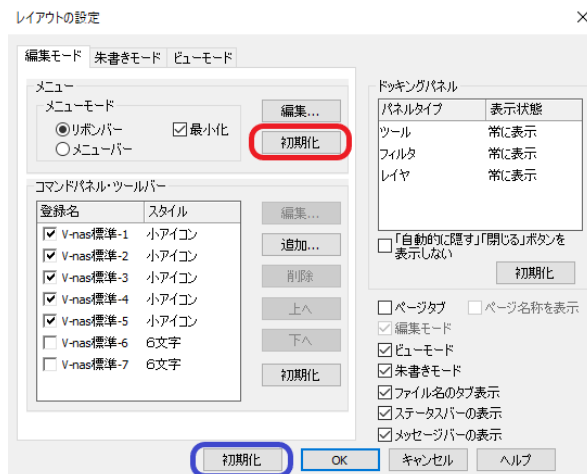 レイアウトの設定
編集モード 朱書きモード ビューモード
メニュー
メニューモード
リボンバー 最小化
メニューバー
編集...
初期化
コマンドパネル・ツールバー
登録名 スタイル
V-nas標準-1 小アイコン
V-nas標準-2 小アイコン
V-nas標準-3 小アイコン
V-nas標準-4 小アイコン
V-nas標準-5 小アイコン
V-nas標準-6 6文字
V-nas標準-7 6文字
編集...
追加...
削除
上へ
下へ
初期化
ドッキングパネル
パネルタイプ 表示状態
ツール 常に表示
フィルタ 常に表示
レイヤ 常に表示
「自動的に隠す」「閉じる」ボタンを
表示しない
初期化
ページタブ ページ名称を表示
編集モード
ビューモード
朱書きモード
ファイル名のタブ表示
ステータスバーの表示
メッセージバーの表示
初期化 OK キャンセル ヘルプ